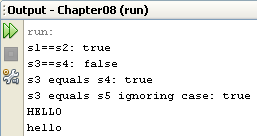 Output - Chapter08 (run)
run:
s1==s2: true
s3==s4: false
s3 equals s4: true
s3 equals s5 ignoring case: true
HELLO
hello